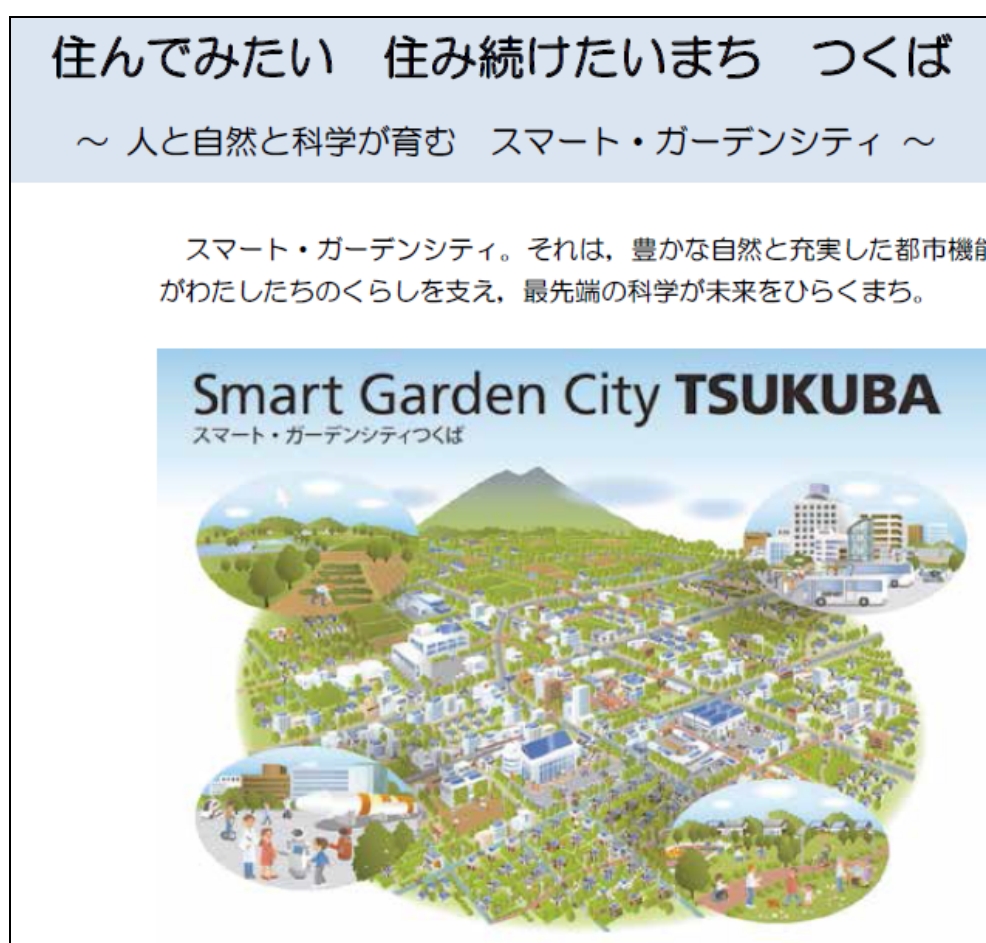 住んでみたい　住み続けたいまち　つくば
～ 人と自然と科学が育む　スマート・ガーデンシティ ～
スマート・ガーデンシティ。それは，豊かな自然と充実した都市機能
がわたしたちのくらしを支え，最先端の科学が未来をひらくまち。
Smart Garden City TSUKUBA
スマート・ガーデンシティつくば